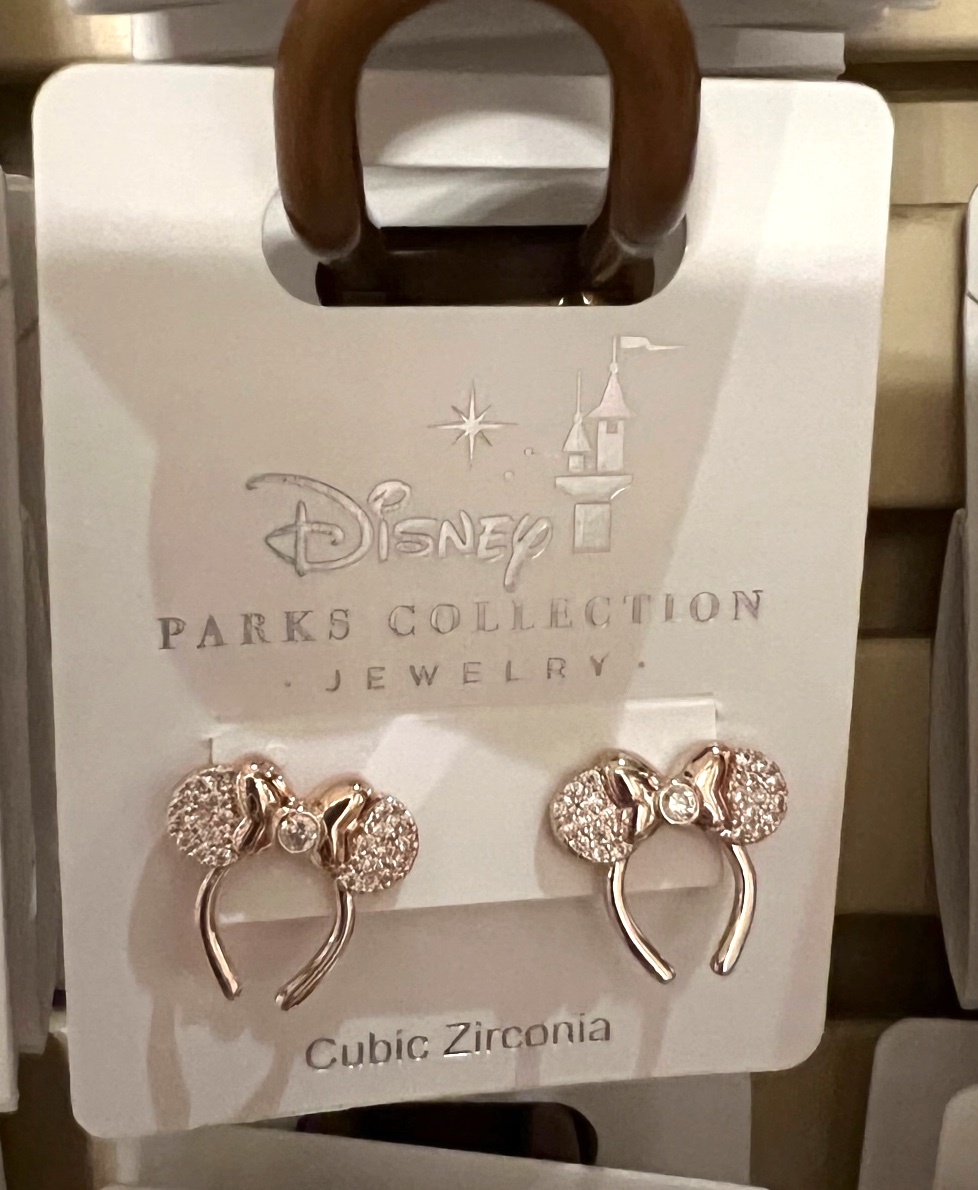 Disney
PARKS COLLECTION
· JEWELRY ·
Cubic Zirconia